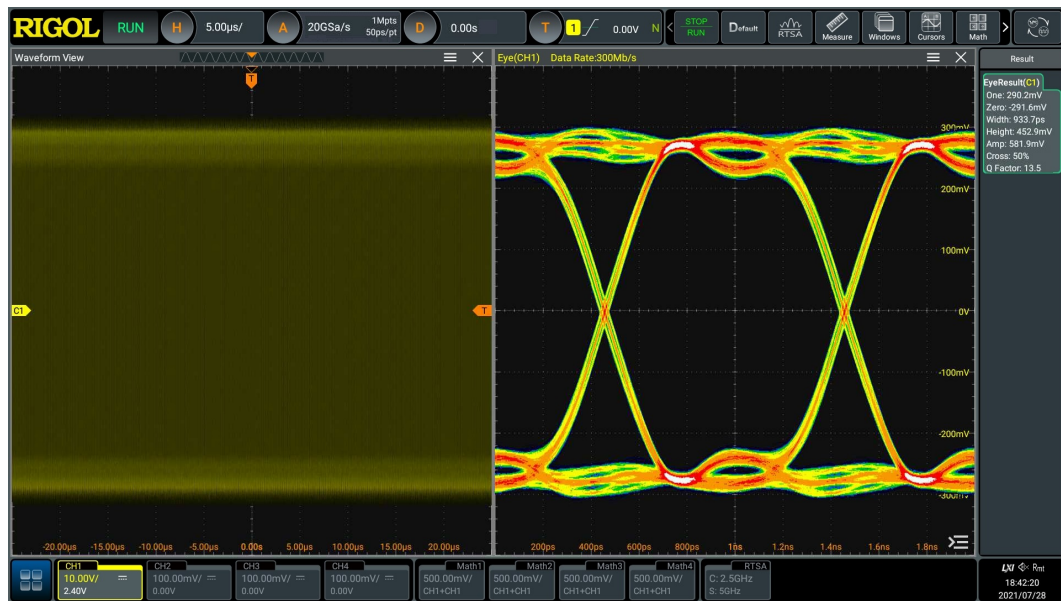 RIGOL RUN H 5.00µs/ A 20GSa/s 1Mpts 50ps/pt D 0.00s T 1 0.00V N < STOP RUN Default RTSA Measure Windows Cursors Math >
Waveform View
T
C1
T
-20.00µs -15.00µs -10.00µs -5.00µs 0.00s 5.00µs 10.00µs 15.00µs 20.00µs
Eye(CH1) Data Rate:300Mb/s
300mV
200mV
100mV
0V
-100mV
-200mV
-300mV
200ps 400ps 600ps 800ps 1ns 1.2ns 1.4ns 1.6ns 1.8ns
Result
EyeResult(C1)
One: 290.2mV
Zero: -291.6mV
Width: 933.7ps
Height: 452.9mV
Amp: 581.9mV
Cross: 50%
Q Factor: 13.5
CH1
10.00V/
2.40V
CH2
100.00mV/
0.00V
CH3
100.00mV/
0.00V
CH4
100.00mV/
0.00V
Math1
500.00mV/
CH1+CH1
Math2
500.00mV/
CH1+CH1
Math3
500.00mV/
CH1+CH1
Math4
500.00mV/
CH1+CH1
RTSA
C: 2.5GHz
S: 5GHz
LXI Rmt
18:42:20
2021/07/28